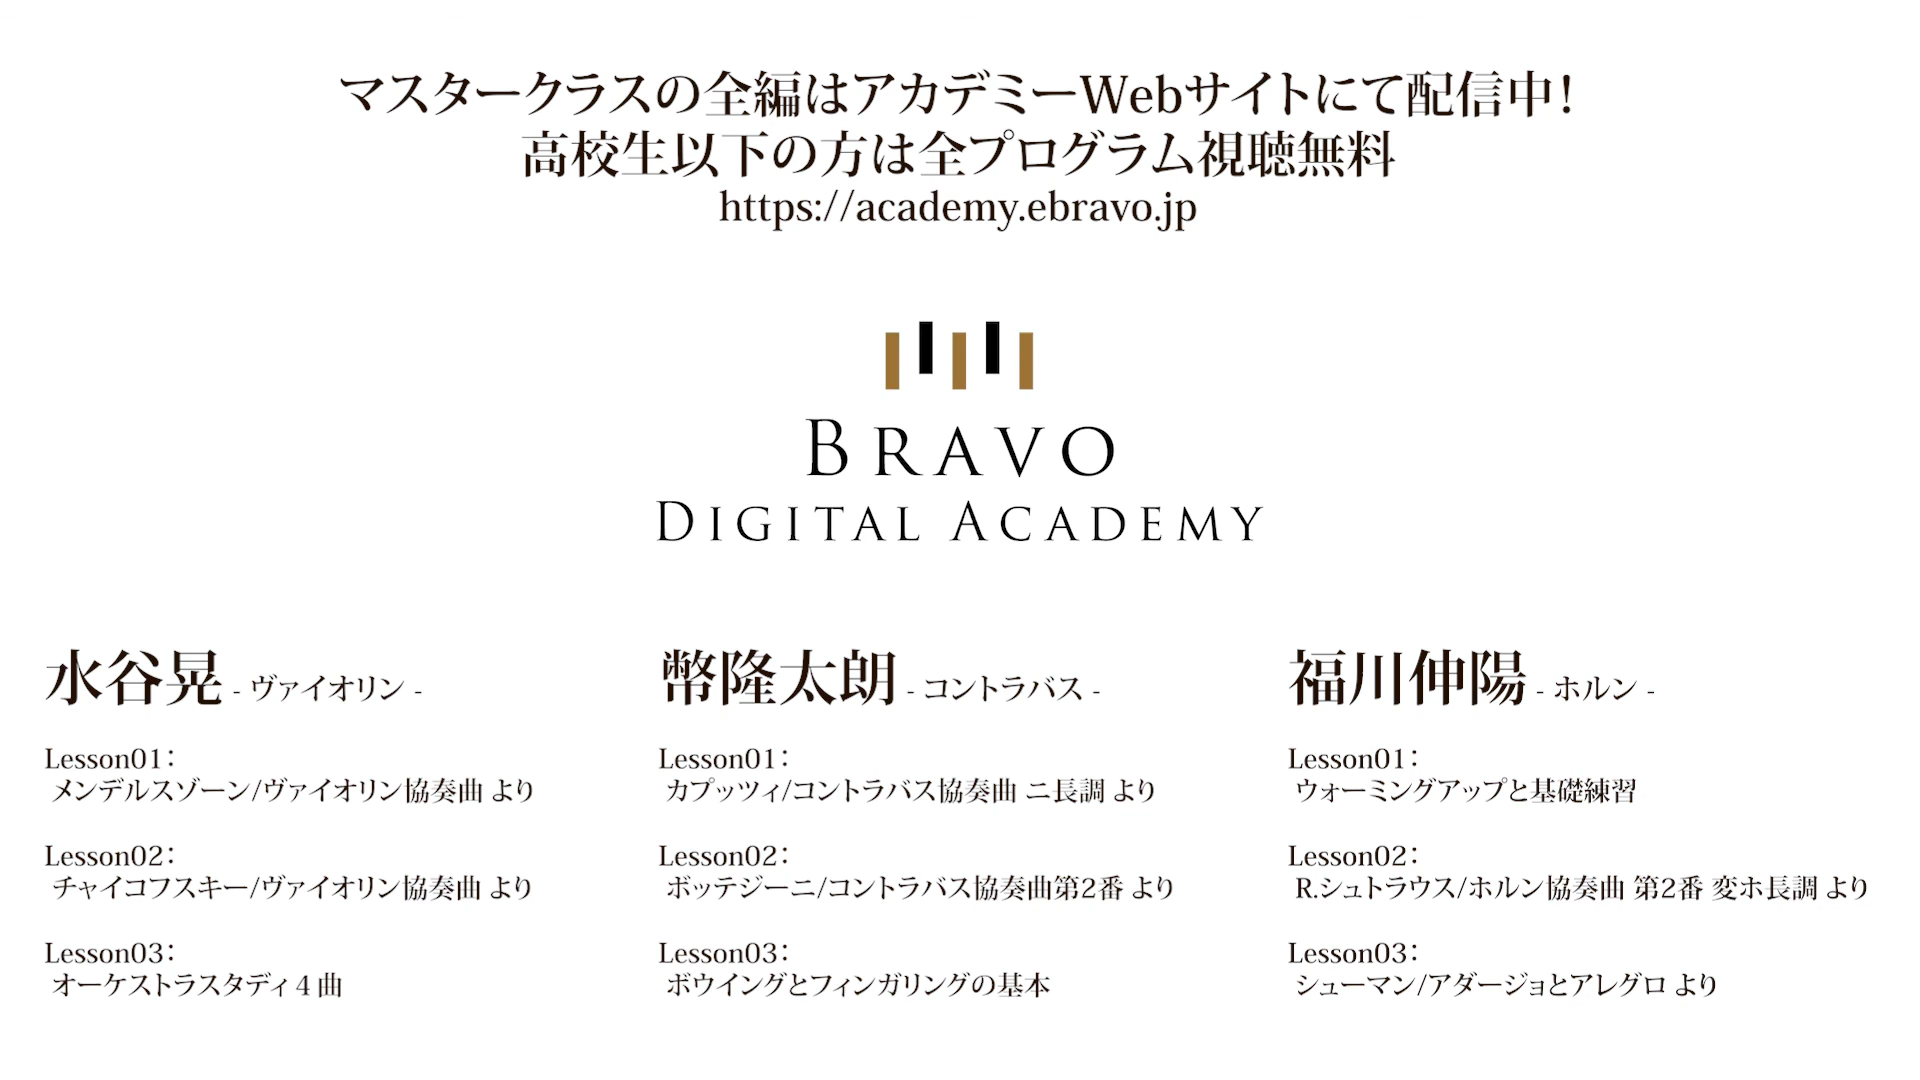 マスタークラスの全編はアカデミーWebサイトにて配信中!
高校生以下の方は全プログラム視聴無料
https://academy.ebravo.jp
BRAVO
DIGITAL ACADEMY
水谷晃 - ヴァイオリン -
Lesson01：
メンデルスゾーン/ヴァイオリン協奏曲 より
Lesson02：
チャイコフスキー/ヴァイオリン協奏曲 より
Lesson03：
オーケストラスタディ４曲
幣隆太朗 - コントラバス -
Lesson01：
カプッツィ/コントラバス協奏曲 ニ長調 より
Lesson02：
ボッテジーニ/コントラバス協奏曲第2番 より
Lesson03：
ボウイングとフィンガリングの基本
福川伸陽 - ホルン -
Lesson01：
ウォーミングアップと基礎練習
Lesson02：
R.シュトラウス/ホルン協奏曲 第2番 変ホ長調 より
Lesson03：
シューマン/アダージョとアレグロ より